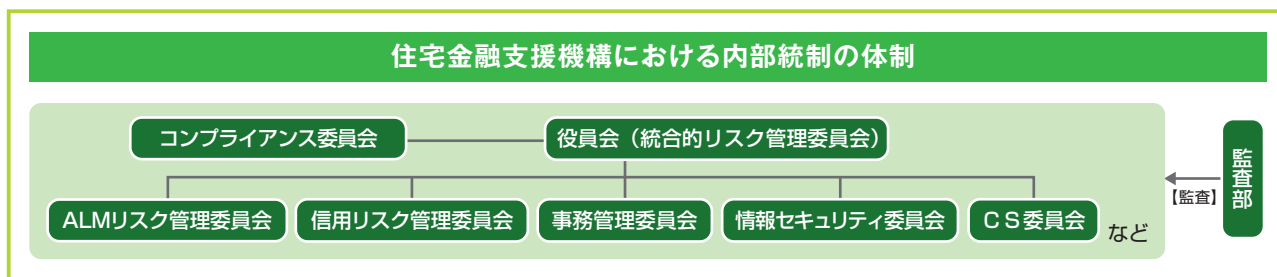 住宅金融支援機構における内部統制の体制
コンプライアンス委員会
役員会（統合的リスク管理委員会）
監査部
【監査】
ALMリスク管理委員会
信用リスク管理委員会
事務管理委員会
情報セキュリティ委員会
ＣＳ委員会
など